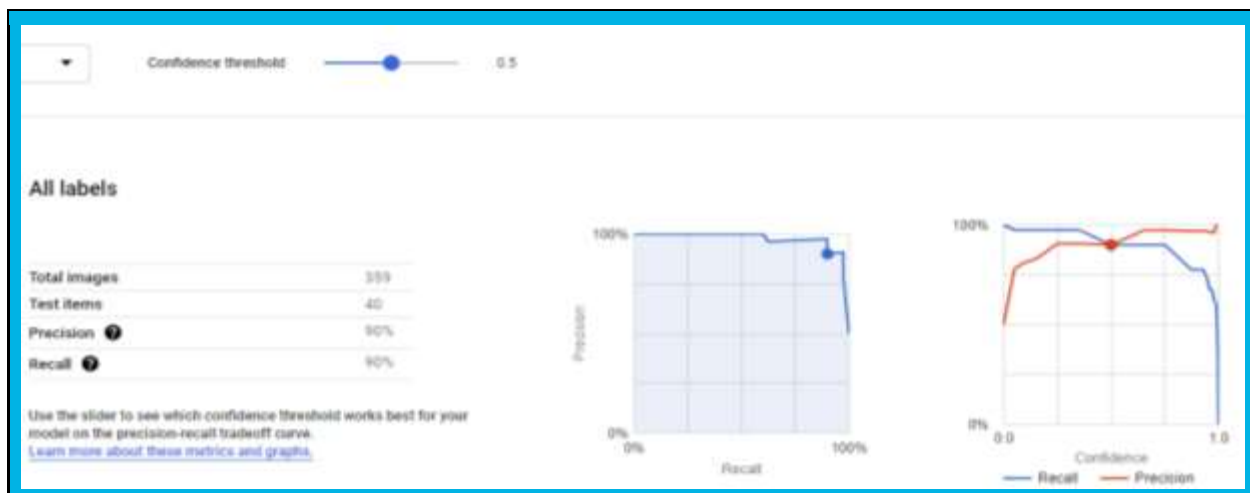 Confidence threshold 0.5
All labels
Total images 359
Test items 40
Precision ? 90%
Recall ? 90%
Use the slider to see which confidence threshold works best for your
model on the precision-recall tradeoff curve.
Learn more about these metrics and graphs.
100%
Precision
0%
0% 100%
Recall
100%
0%
0.0 1.0
Confidence
Recall Precision